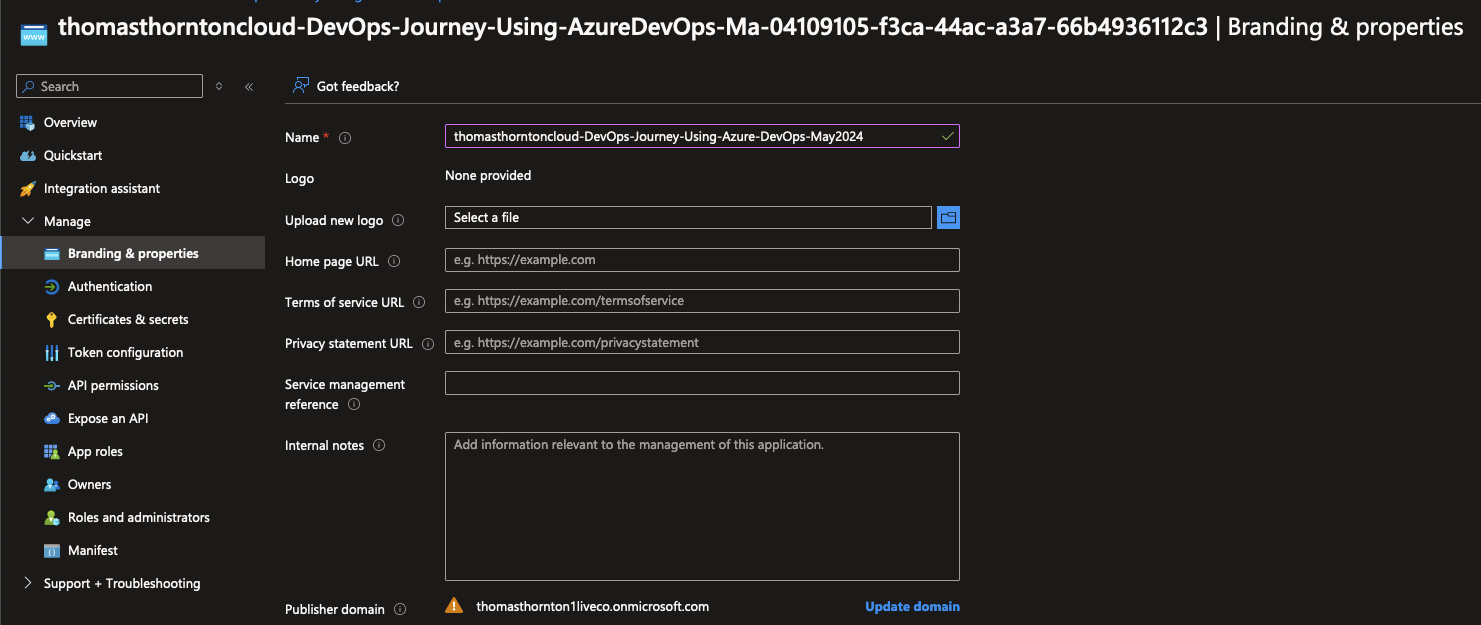 thomasthorntoncloud-DevOps-Journey-Using-AzureDevOps-Ma-04109105-f3ca-44ac-a3a7-66b4936112c3 | Branding & properties
www
Search
Got feedback?
Overview
Quickstart
Integration assistant
Manage
Branding & properties
Authentication
Certificates & secrets
Token configuration
API permissions
Expose an API
App roles
Owners
Roles and administrators
Manifest
Support + Troubleshooting
Name *
thomasthorntoncloud-DevOps-Journey-Using-Azure-DevOps-May2024
Logo
None provided
Upload new logo
Select a file
Home page URL
e.g. https://example.com
Terms of service URL
e.g. https://example.com/termsofservice
Privacy statement URL
e.g. https://example.com/privacystatement
Service management
reference
Internal notes
Add information relevant to the management of this application.
Publisher domain
thomasthornton1liveco.onmicrosoft.com
Update domain